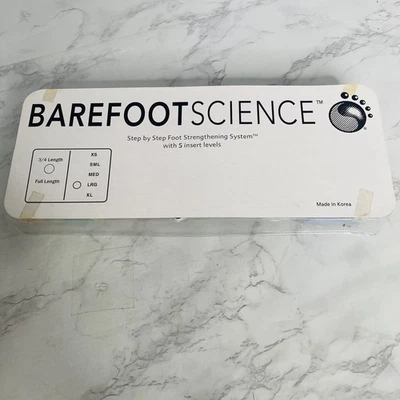 BAREFOOTSCIENCE™
Step by Step Foot Strengthening System™
with 5 insert levels
3/4 Length
Full Length
XS
SML
MED
LRG
XL
®
Made in Korea